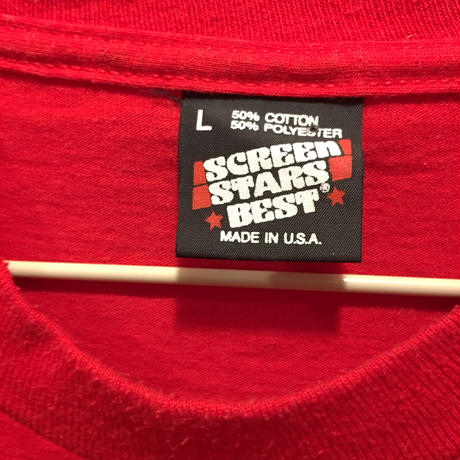 L
50% COTTON
50% POLYESTER
SCREEn
STARS
BEST®
MADE IN U.S.A.